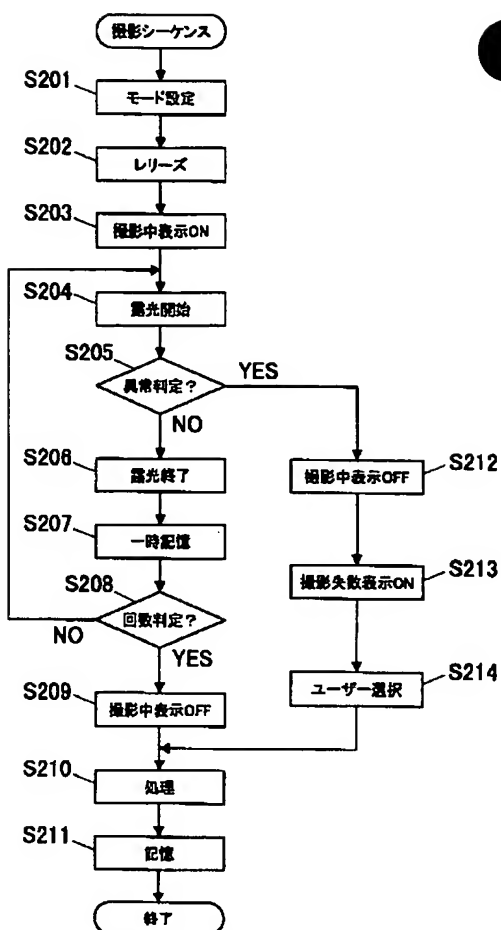 撮影シーケンス
S201
モード設定
S202
レリーズ
S203
撮影中表示ON
S204
露光開始
S205
異常判定?
YES
NO
S206
露光終了
S212
撮影中表示OFF
S207
一時記憶
S213
撮影失敗表示ON
S208
回数判定?
NO
YES
S214
ユーザー選択
S209
撮影中表示OFF
S210
処理
S211
記憶
終了